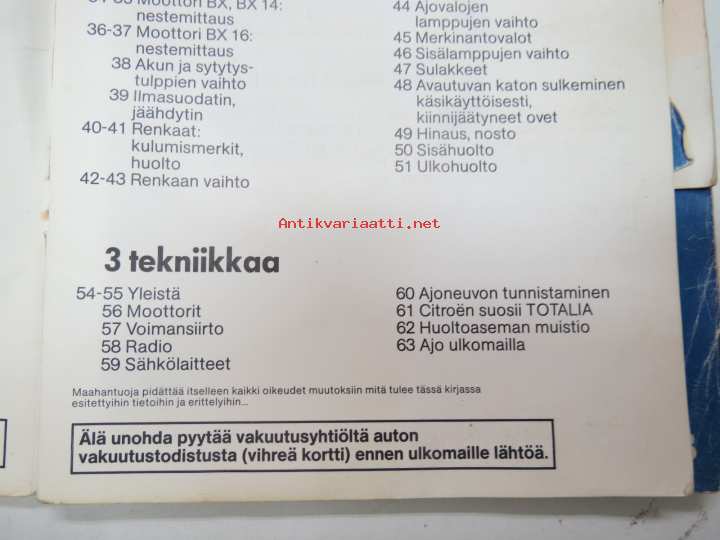 Moottori BX, BX 14:
nestemittaus
36-37 Moottori BX 16:
nestemittaus
38 Akun ja sytytys-
tulppien vaihto
39 Ilmasuodatin,
jäähdytin
40-41 Renkaat:
kulumismerkit,
huolto
42-43 Renkaan vaihto
44 Ajovalojen
lamppujen vaihto
45 Merkinantovalot
46 Sisälamppujen vaihto
47 Sulakkeet
48 Avautuvan katon sulkeminen
käsikäyttöisesti,
kiinnijäätyneet ovet
49 Hinaus, nosto
50 Sisähuolto
51 Ulkohuolto
Antikvariaatti.net
3 tekniikkaa
54-55 Yleistä
56 Moottorit
57 Voimansiirto
58 Radio
59 Sähkölaitteet
60 Ajoneuvon tunnistaminen
61 Citroën suosii TOTALIA
62 Huoltoaseman muistio
63 Ajo ulkomailla
Maahantuoja pidättää itselleen kaikki oikeudet muutoksiin mitä tulee tässä kirjassa
esitettyihin tietoihin ja erittelyihin...
Älä unohda pyytää vakuutusyhtiöltä auton
vakuutustodistusta (vihreä kortti) ennen ulkomaille lähtöä.